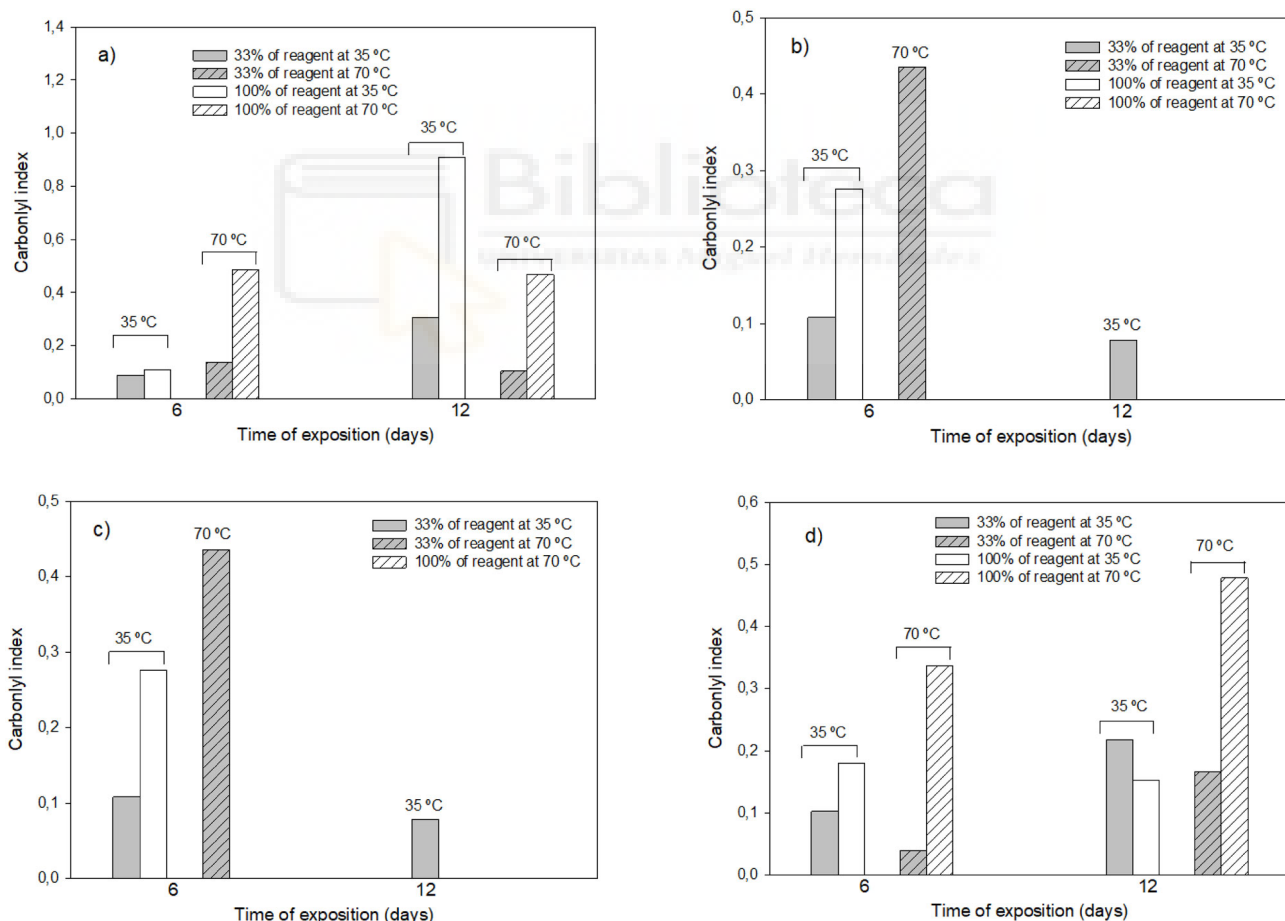 a)
33% of reagent at 35 ºC
33% of reagent at 70 ºC
100% of reagent at 35 ºC
100% of reagent at 70 ºC
1,4
1,2
1,0
0,8
0,6
0,4
0,2
0,0
Carbonlyl index
35 ºC
70 ºC
35 ºC
70 ºC
6
12
Time of exposition (days)
b)
33% of reagent at 35 ºC
33% of reagent at 70 ºC
100% of reagent at 35 ºC
100% of reagent at 70 ºC
0,5
0,4
0,3
0,2
0,1
0,0
Carbonlyl index
35 ºC
70 ºC
35 ºC
6
12
Time of exposition (days)
Biblioteca
UNIVERSITAS Miguel Hernández
c)
33% of reagent at 35 ºC
33% of reagent at 70 ºC
100% of reagent at 70 ºC
0,5
0,4
0,3
0,2
0,1
0,0
Carbonlyl index
35 ºC
70 ºC
35 ºC
6
12
Time of exposition (days)
d)
33% of reagent at 35 ºC
33% of reagent at 70 ºC
100% of reagent at 35 ºC
100% of reagent at 70 ºC
0,6
0,5
0,4
0,3
0,2
0,1
0,0
Carbonlyl index
35 ºC
70 ºC
35 ºC
70 ºC
6
12
Time of exposition (days)